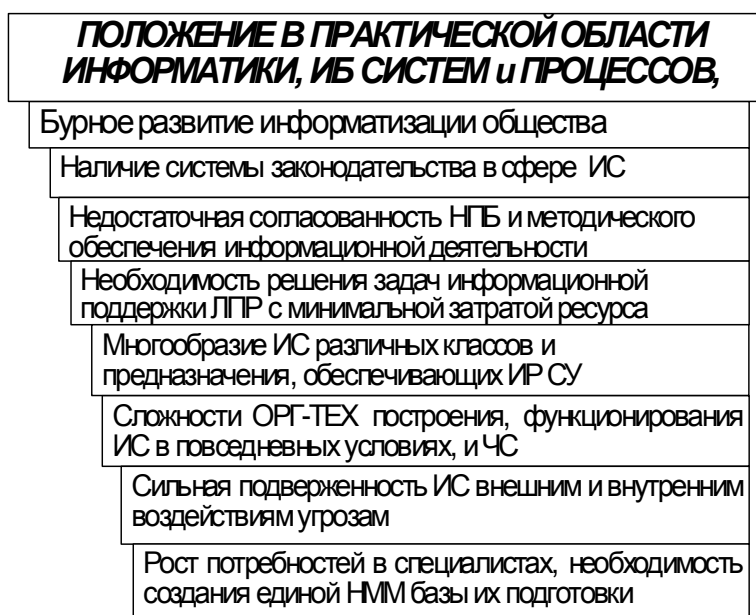 ПОЛОЖЕНИЕ В ПРАКТИЧЕСКОЙ ОБЛАСТИ
ИНФОРМАТИКИ, ИБ СИСТЕМ и ПРОЦЕССОВ,
Бурное развитие информатизации общества
Наличие системы законодательства в сфере ИС
Недостаточная согласованность НПБ и методического
обеспечения информационной деятельности
Необходимость решения задач информационной
поддержки ЛПР с минимальной затратой ресурса
Многообразие ИС различных классов и
предназначения, обеспечивающих ИР СУ
Сложности ОРГ-ТЕХ построения, функционирования
ИС в повседневных условиях, и ЧС
Сильная подверженность ИС внешним и внутренним
воздействиям угрозам
Рост потребностей в специалистах, необходимость
создания единой НММ базы их подготовки